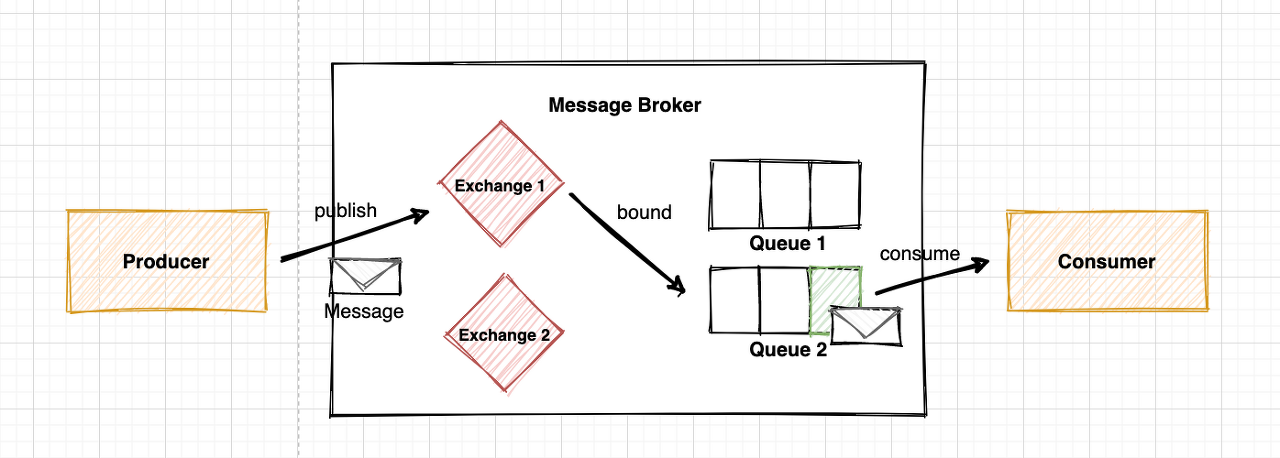 Message Broker
Exchange 1
publish
bound
Queue 1
Producer
consume
Consumer
Message
Exchange 2
Queue 2